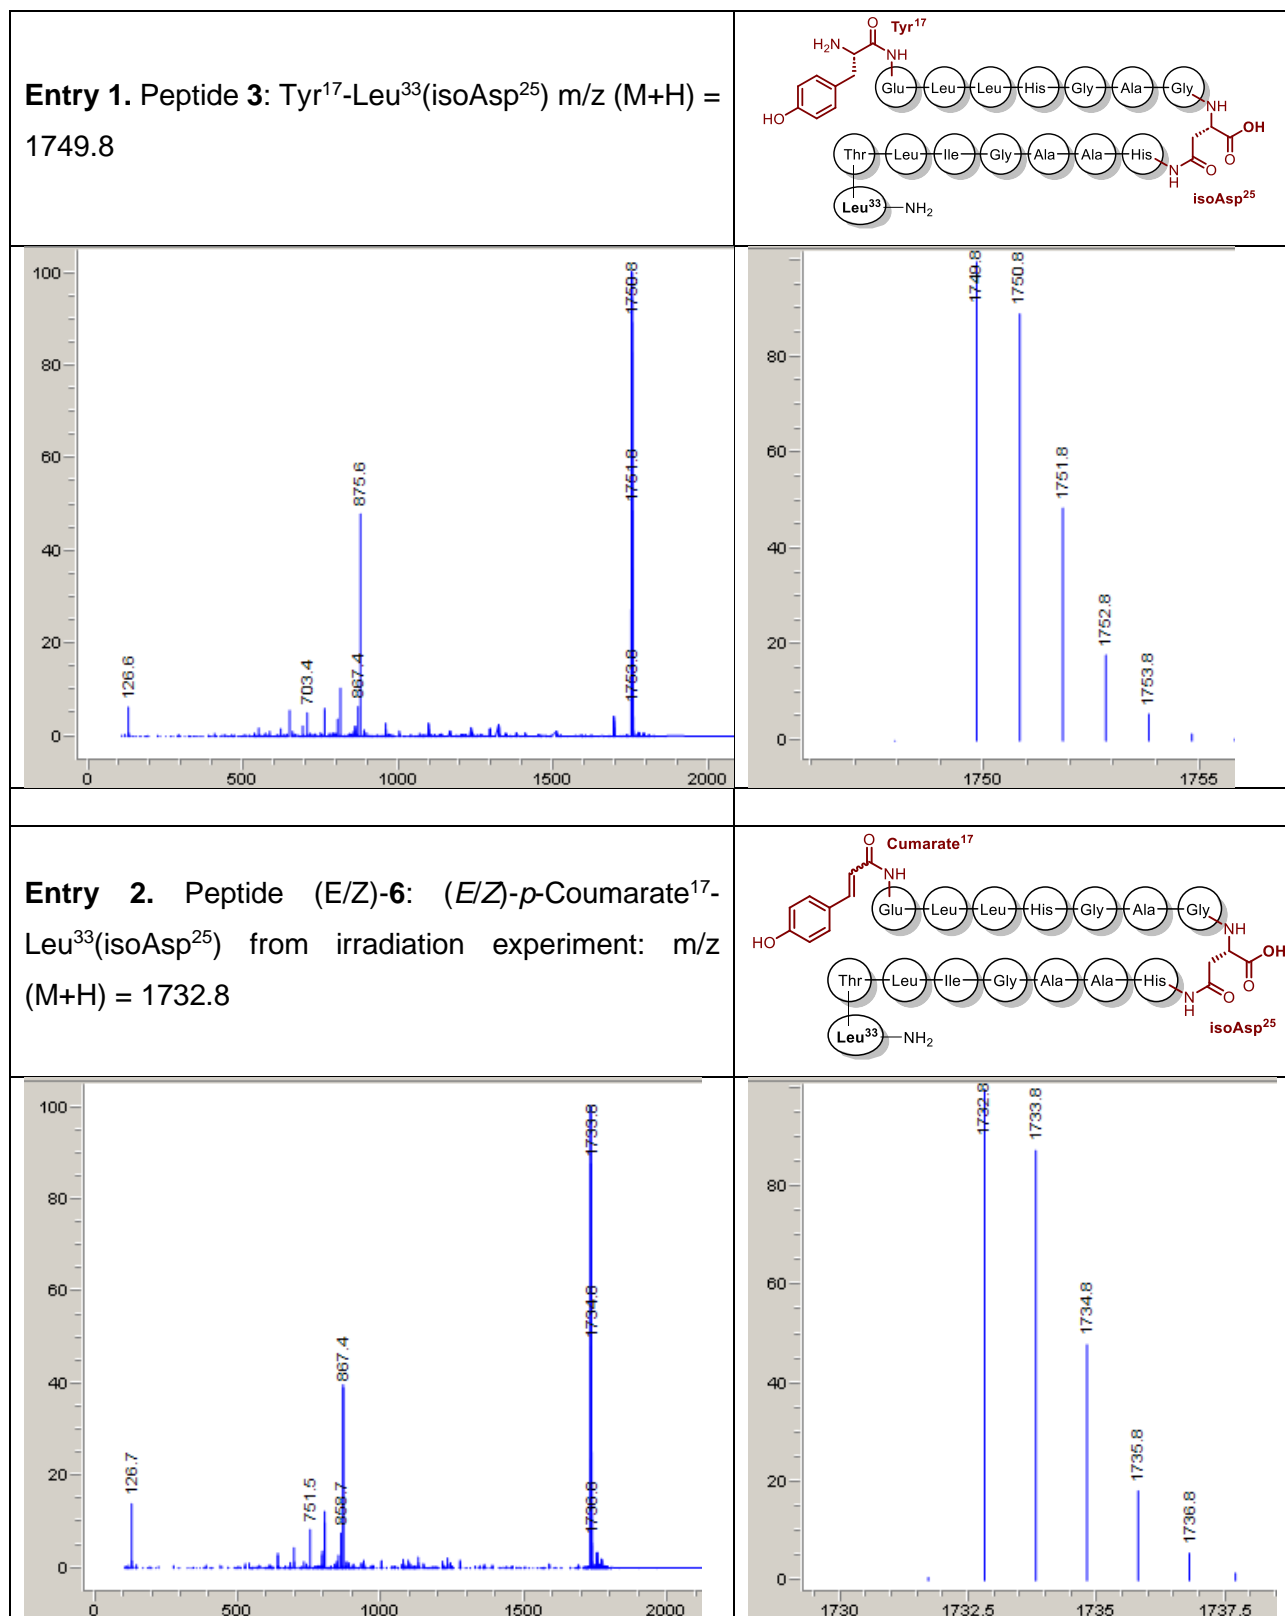 Entry 1. Peptide 3: Tyr17-Leu33(isoAsp25) m/z (M+H) =
1749.8
O
Tyr17
H2N
NH
HO
Glu Leu Leu His Gly Ala Gly
NH
OH
O
Thr Leu Ile Gly Ala Ala His
N
H
O
isoAsp25
Leu33 NH2
100
80
60
40
20
0
126.6
703.4
867.4
875.6
1750.8
1751.8
1753.8
0 500 1000 1500 2000
80
60
40
20
0
1749.8
1750.8
1751.8
1752.8
1753.8
1750 1755
Entry 2. Peptide (E/Z)-6: (E/Z)-p-Coumarate17-
Leu33(isoAsp25) from irradiation experiment: m/z
(M+H) = 1732.8
O
Cumarate17
NH
HO
Glu Leu Leu His Gly Ala Gly
NH
OH
O
Thr Leu Ile Gly Ala Ala His
N
H
O
isoAsp25
Leu33 NH2
100
80
60
40
20
0
126.7
751.5
858.7
867.4
1733.8
1734.8
1736.8
0 500 1000 1500 2000
80
60
40
20
0
1732.8
1733.8
1734.8
1735.8
1736.8
1730 1732.5 1735 1737.5